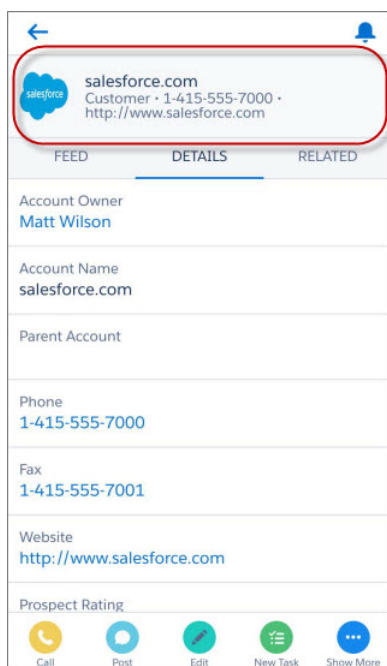 salesforce
salesforce.com
Customer • 1-415-555-7000 •
http://www.salesforce.com
FEED DETAILS RELATED
Account Owner
Matt Wilson
Account Name
salesforce.com
Parent Account
Phone
1-415-555-7000
Fax
1-415-555-7001
Website
http://www.salesforce.com
Prospect Rating
Call Post Edit New Task Show More